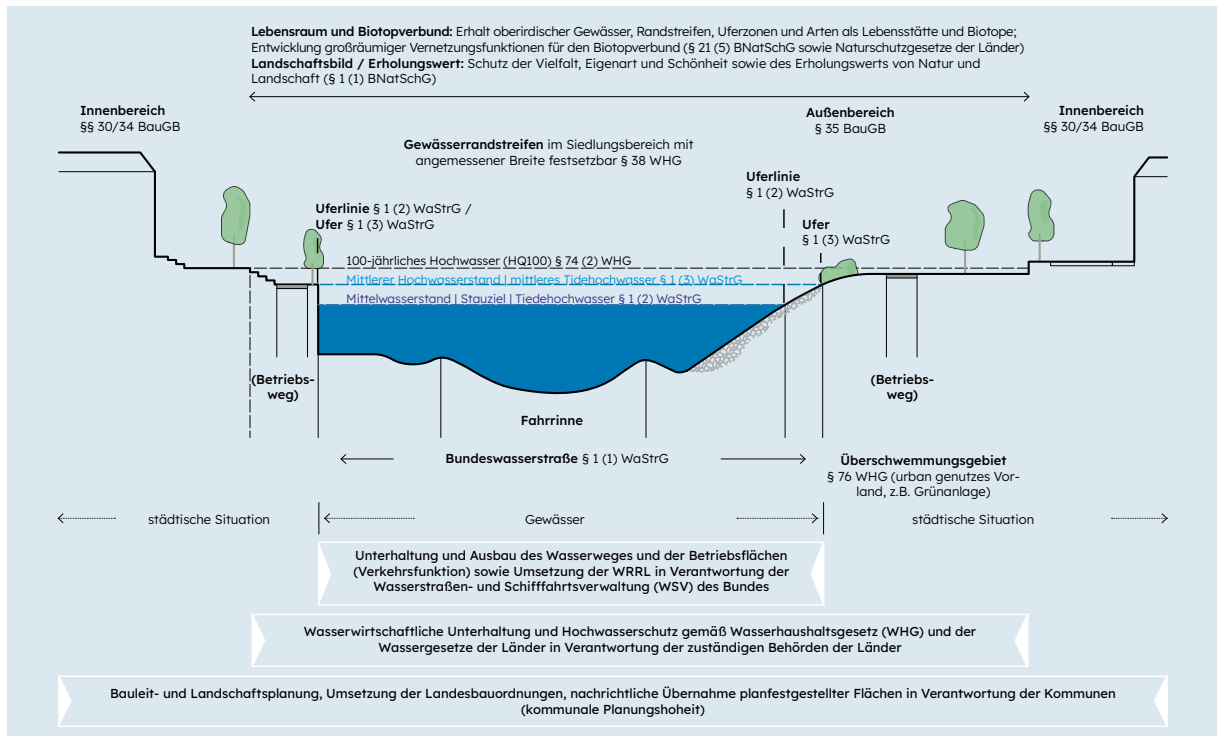 Lebensraum und Biotopverbund: Erhalt oberirdischer Gewässer, Randstreifen, Uferzonen und Arten als Lebensstätte und Biotope;
Entwicklung großräumiger Vernetzungsfunktionen für den Biotopverbund (§ 21 (5) BNatSchG sowie Naturschutzgesetze der Länder)
Landschaftsbild / Erholungswert: Schutz der Vielfalt, Eigenart und Schönheit sowie des Erholungswerts von Natur und
Landschaft (§ 1 (1) BNatSchG)
Innenbereich
§§ 30/34 BauGB
Außenbereich
§ 35 BauGB
Innenbereich
§§ 30/34 BauGB
Gewässerrandstreifen im Siedlungsbereich mit
angemessener Breite festsetzbar § 38 WHG
Uferlinie
§ 1 (2) WaStrG
Uferlinie § 1 (2) WaStrG /
Ufer § 1 (3) WaStrG
Ufer
§ 1 (3) WaStrG
100-jährliches Hochwasser (HQ100) § 74 (2) WHG
Mittlerer Hochwasserstand | mittleres Tidehochwasser § 1 (3) WaStrG
Mittelwasserstand | Stauziel | Tiedehochwasser § 1 (2) WaStrG
(Betriebs-
weg)
(Betriebs-
weg)
Fahrrinne
Bundeswasserstraße § 1 (1) WaStrG
Überschwemmungsgebiet
§ 76 WHG (urban genutzes Vor-
land, z.B. Grünanlage)
städtische Situation
Gewässer
städtische Situation
Unterhaltung und Ausbau des Wasserweges und der Betriebsflächen
(Verkehrsfunktion) sowie Umsetzung der WRRL in Verantwortung der
Wasserstraßen- und Schifffahrtsverwaltung (WSV) des Bundes
Wasserwirtschaftliche Unterhaltung und Hochwasserschutz gemäß Wasserhaushaltsgesetz (WHG) und der
Wassergesetze der Länder in Verantwortung der zuständigen Behörden der Länder
Bauleit- und Landschaftsplanung, Umsetzung der Landesbauordnungen, nachrichtliche Übernahme planfestgestellter Flächen in Verantwortung der Kommunen
(kommunale Planungshoheit)